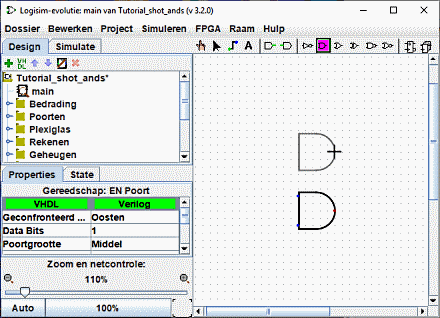 Logisim-evolutie: main van Tutorial_shot_ands (v 3.2.0)
Dossier Bewerken Project Simuleren FPGA Raam Hulp
Design Simulate
A
VH
DL
Tutorial_shot_ands*
main
Bedrading
Poorten
Plexiglas
Rekenen
Geheugen
Properties State
Gereedschap: EN Poort
VHDL Verilog
Geconfronteerd ... Oosten
Data Bits 1
Poortgrootte Middel
Zoom en netcontrole:
110%
Auto 100%